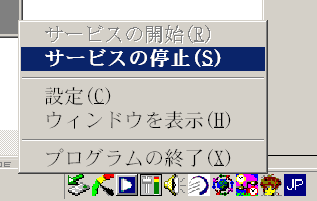 サービスの開始(R)
サービスの停止(S)
設定(C)
ウィンドウを表示(H)
プログラムの終了(X)
JP